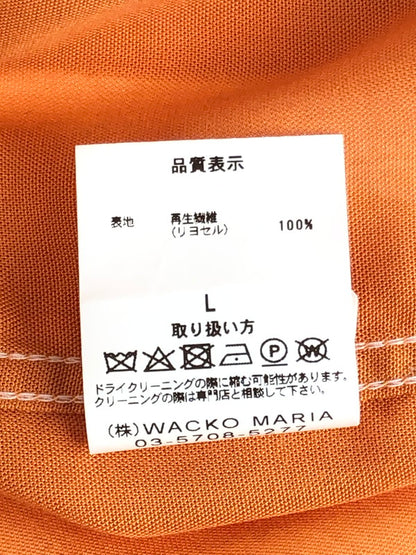 品質表示
表地 再生繊維 100%
(リヨセル)
L
取り扱い方
P W
ドライクリーニングの際に縮む可能性があります。
クリーニングの際は専門店と相談して下さい。
(株)WACKO MARIA
03-5708-5277